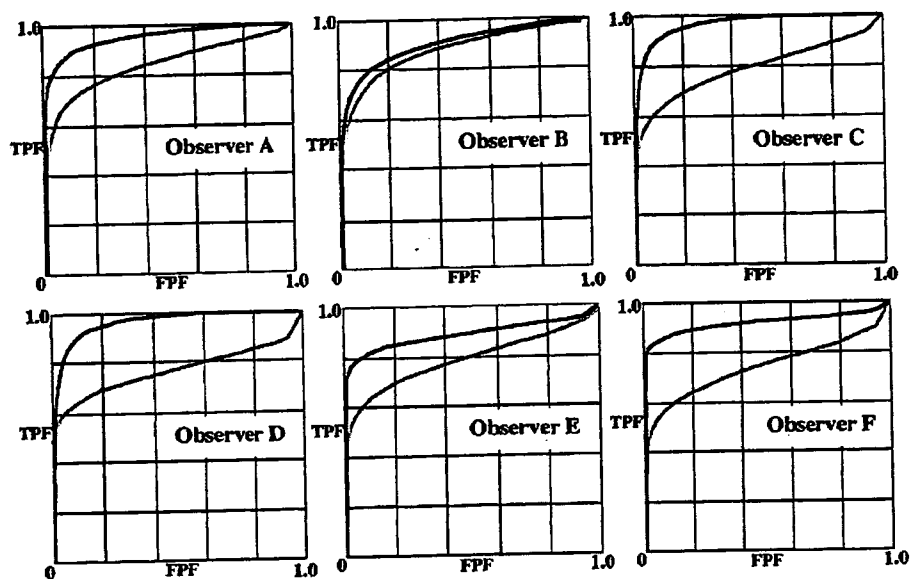 1.0
TPF
Observer A
0
FPF
1.0
1.0
TPF
Observer B
0
FPF
1.0
1.0
TPF
Observer C
0
FPF
1.0
1.0
TPF
Observer D
0
FPF
1.0
1.0
TPF
Observer E
0
FPF
1.0
1.0
TPF
Observer F
0
FPF
1.0